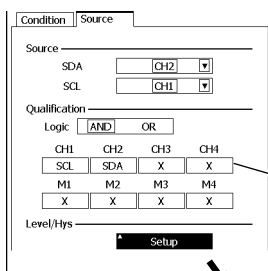 Condition Source
Source
SDA CH2
SCL CH1
Qualification
Logic AND OR
CH1 CH2 CH3 CH4
SCL SDA X X
M1 M2 M3 M4
X X X X
Level/Hys
Setup